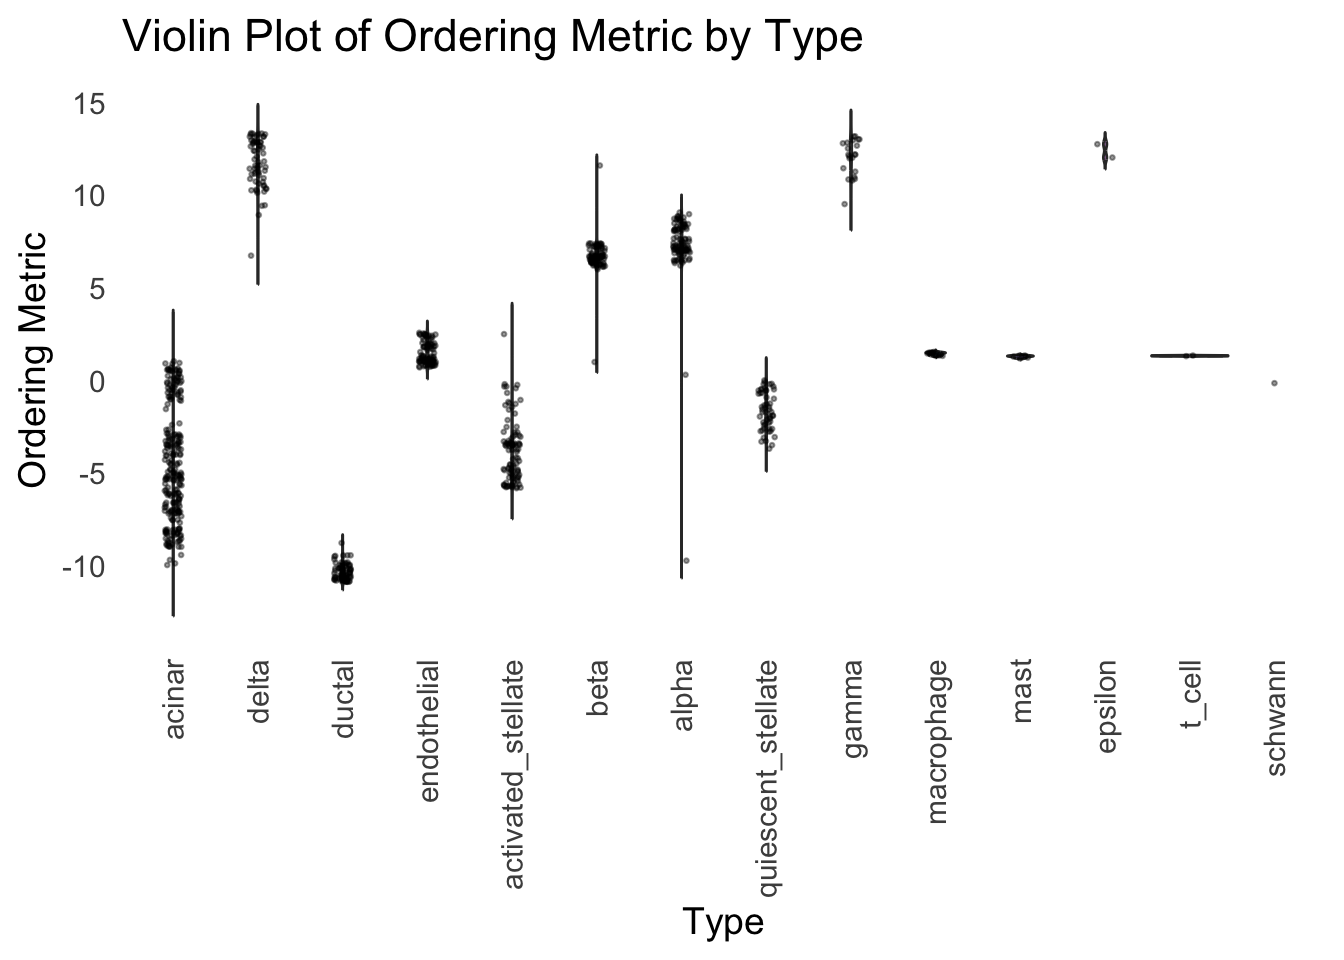 Violin Plot of Ordering Metric by Type
Ordering Metric
15
10
5
0
-5
-10
acinar
delta
ductal
endothelial
activated_stellate
beta
alpha
quiescent_stellate
gamma
macrophage
mast
epsilon
t_cell
schwann
Type